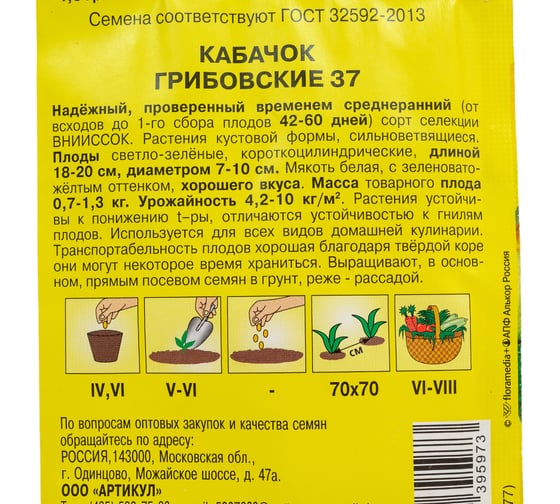 Семена соответствуют ГОСТ 32592-2013
КАБАЧОК
ГРИБОВСКИЕ 37
Надёжный, проверенный временем среднеранний (от
всходов до 1-го сбора плодов 42-60 дней) сорт селекции
ВНИИССОК. Растения кустовой формы, сильноветвящиеся.
Плоды светло-зелёные, короткоцилиндрические, длиной
18-20 см, диаметром 7-10 см. Мякоть белая, с зеленовато-
жёлтым оттенком, хорошего вкуса. Масса товарного плода
0,7-1,3 кг. Урожайность 4,2-10 кг/м². Растения устойчи-
вы к понижению t-ры, отличаются устойчивостью к гнилям
плодов. Используется для всех видов домашней кулинарии.
Транспортабельность плодов хорошая благодаря твёрдой коре
они могут некоторое время храниться. Выращивают, в основ-
ном, прямым посевом семян в грунт, реже - рассадой.
СМ
IV,VI V-VI - 70x70 VI-VIII
По вопросам оптовых закупок и качества семян
обращайтесь по адресу:
РОССИЯ,143000, Московская обл.,
г. Одинцово, Можайское шоссе, д. 47а.
ООО «АРТИКУЛ»
© floramedia+ АПФ Алькор Россия
395973
77)